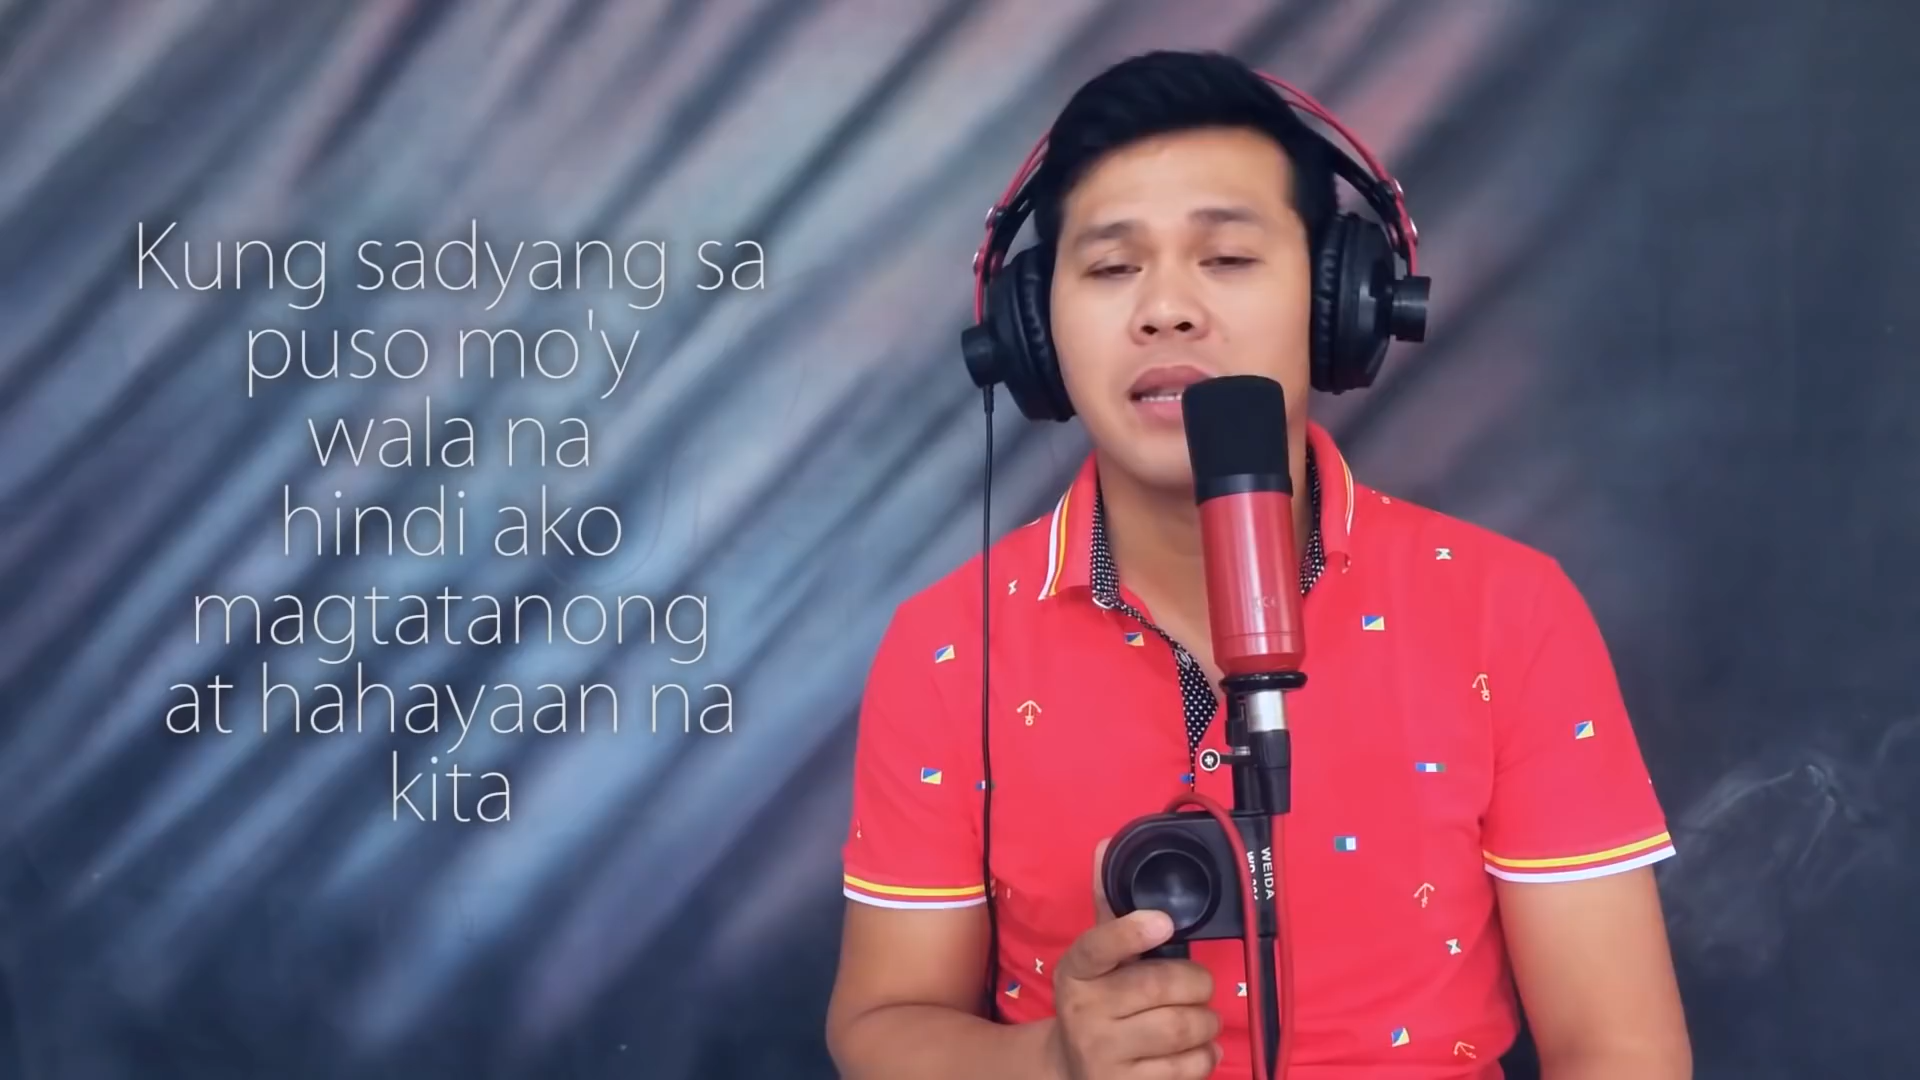 Kung sadyang sa
puso mo'y
wala na
hindi ako
magtatanong
at hahayaan na
kita
WEIDA